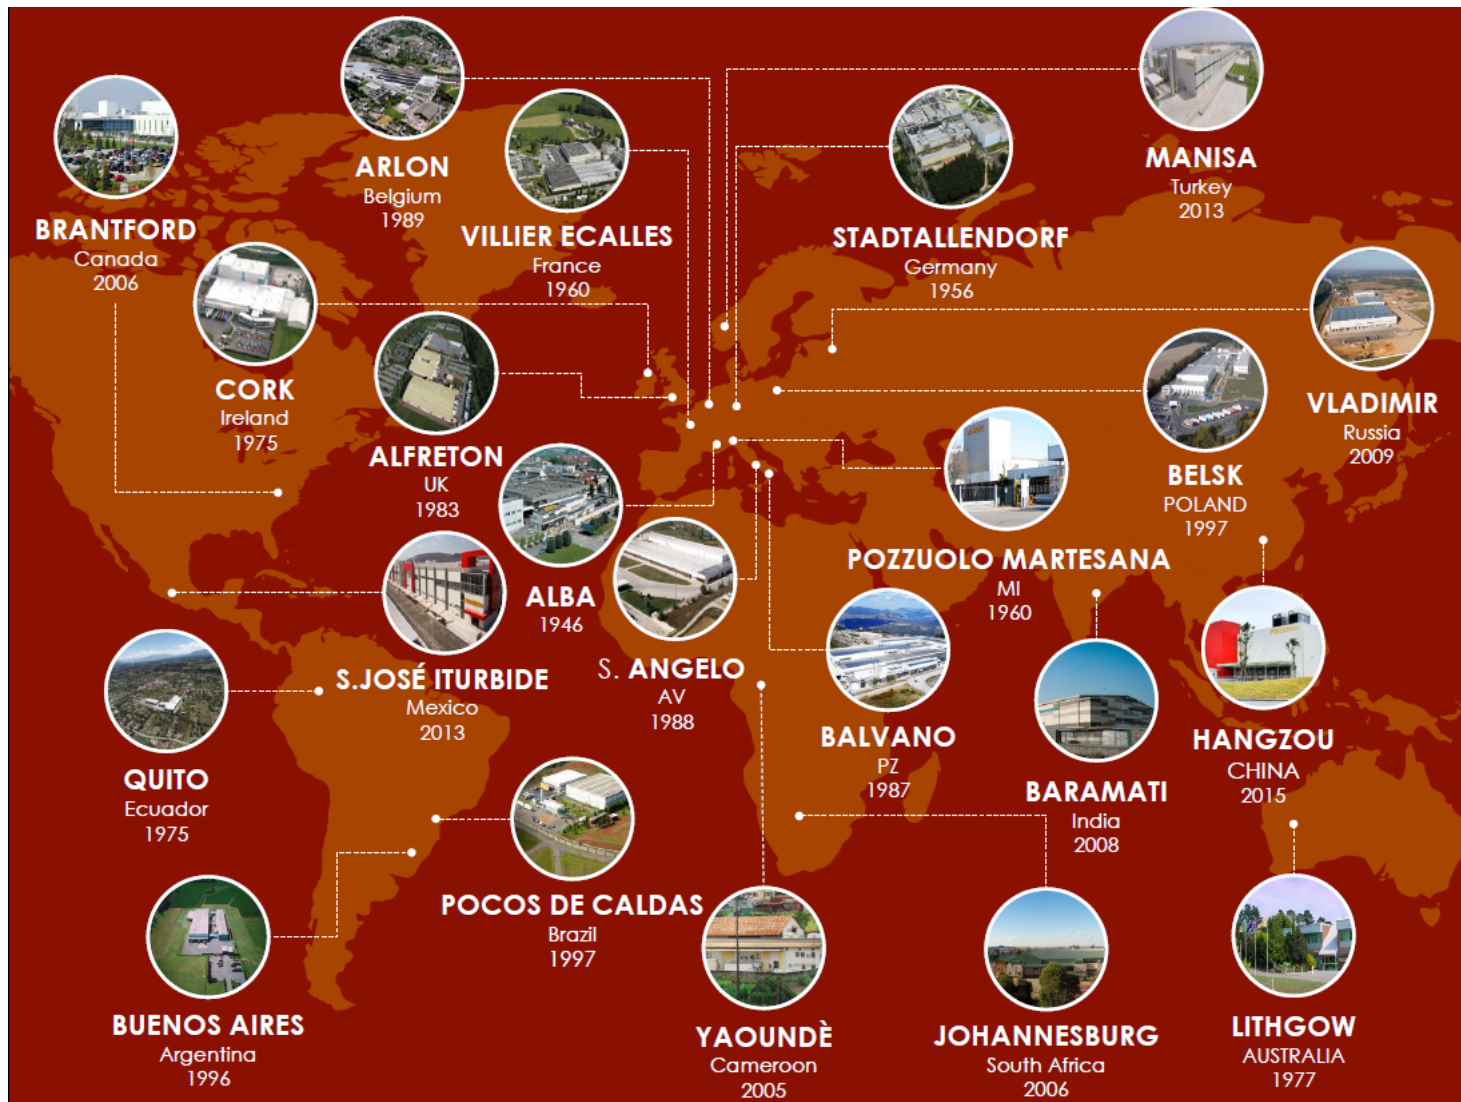 BRANTFORD
Canada
2006
ARLON
Belgium
1989
VILLIER ECALLES
France
1960
STADTALLENDORF
Germany
1956
MANISA
Turkey
2013
CORK
Ireland
1975
ALFRETON
UK
1983
VLADIMIR
Russia
2009
BELSK
POLAND
1997
ALBA
1946
POZZUOLO MARTESANA
MI
1960
S.JOSÉ ITURBIDE
Mexico
2013
S. ANGELO
AV
1988
QUITO
Ecuador
1975
BALVANO
PZ
1987
BARAMATI
India
2008
HANGZOU
CHINA
2015
POCOS DE CALDAS
Brazil
1997
BUENOS AIRES
Argentina
1996
YAOUNDÈ
Cameroon
2005
JOHANNESBURG
South Africa
2006
LITHGOW
AUSTRALIA
1977